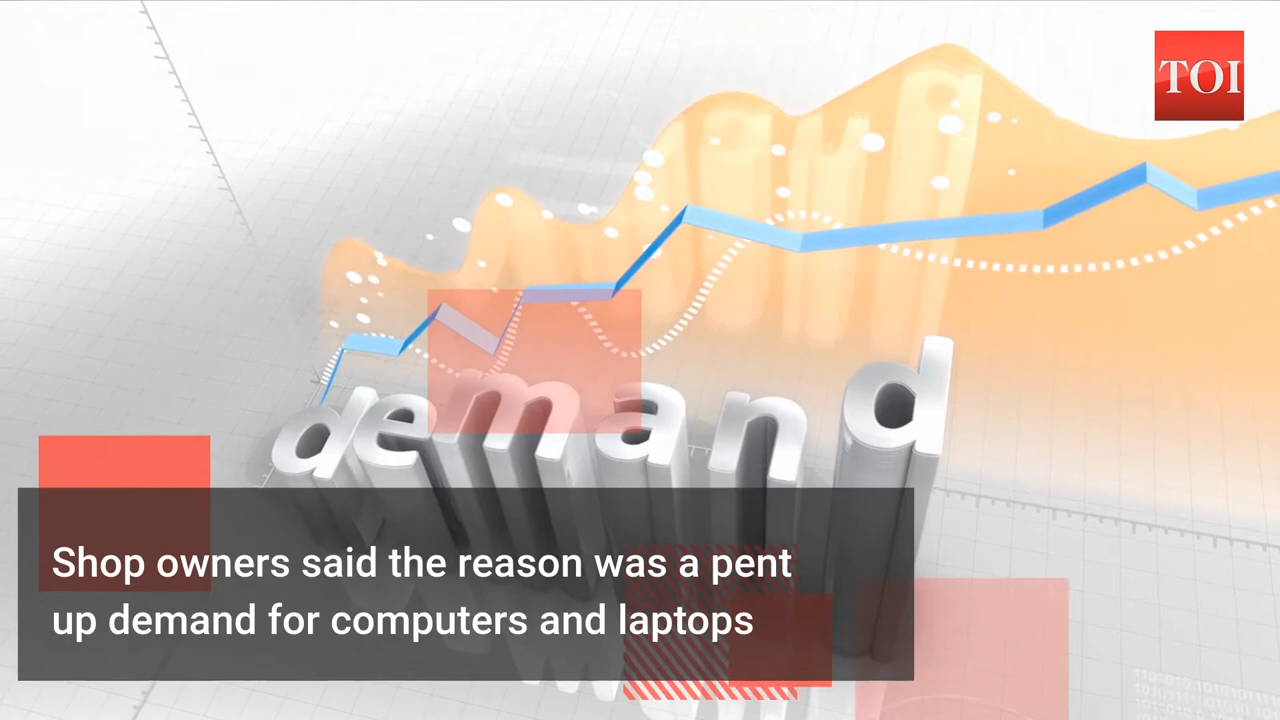 TOI
demand
Shop owners said the reason was a pent
up demand for computers and laptops